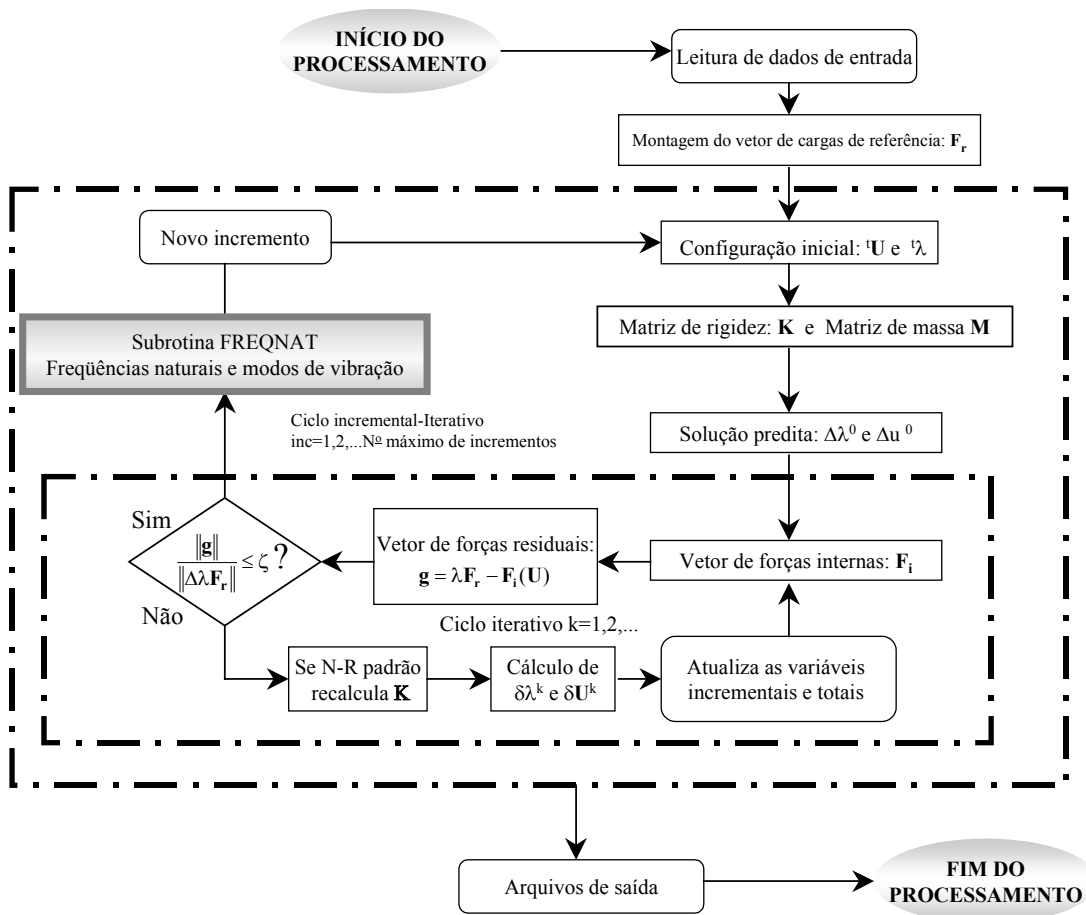 INÍCIO DO
PROCESSAMENTO
Leitura de dados de entrada
Montagem do vetor de cargas de referência: Fᵣ
Novo incremento
Configuração inicial: ᵗU e ᵗλ
Subrotina FREQNAT
Freqüências naturais e modos de vibração
Matriz de rigidez: K e Matriz de massa M
Ciclo incremental-Iterativo
inc=1,2,...Nº máximo de incrementos
Solução predita: Δλ⁰ e Δu ⁰
Sim
‖g‖ / ‖ΔλFᵣ‖ ≤ ζ ?
Não
Vetor de forças residuais:
g = λFᵣ − Fᵢ(U)
Vetor de forças internas: Fᵢ
Ciclo iterativo k=1,2,...
Se N-R padrão
recalcula K
Cálculo de
δλᵏ e δUᵏ
Atualiza as variáveis
incrementais e totais
Arquivos de saída
FIM DO
PROCESSAMENTO